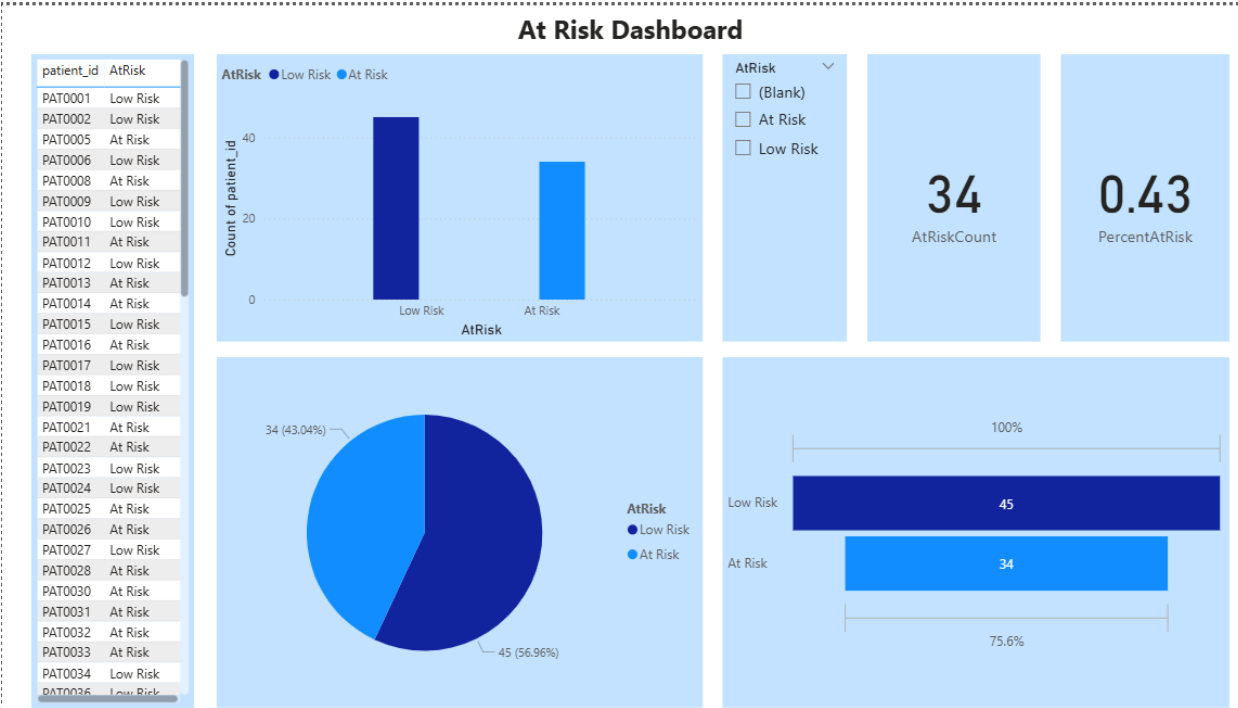 At Risk Dashboard
patient_id AtRisk
PAT0001 Low Risk
PAT0002 Low Risk
PAT0005 At Risk
PAT0006 Low Risk
PAT0008 At Risk
PAT0009 Low Risk
PAT0010 Low Risk
PAT0011 At Risk
PAT0012 Low Risk
PAT0013 At Risk
PAT0014 At Risk
PAT0015 Low Risk
PAT0016 At Risk
PAT0017 Low Risk
PAT0018 Low Risk
PAT0019 Low Risk
PAT0021 At Risk
PAT0022 At Risk
PAT0023 Low Risk
PAT0024 Low Risk
PAT0025 At Risk
PAT0026 At Risk
PAT0027 Low Risk
PAT0028 At Risk
PAT0030 At Risk
PAT0031 At Risk
PAT0032 At Risk
PAT0033 At Risk
PAT0034 Low Risk
PAT0036 Low Risk
AtRisk Low Risk At Risk
Count of patient_id
40
20
0
Low Risk At Risk
AtRisk
AtRisk
(Blank)
At Risk
Low Risk
34
AtRiskCount
0.43
PercentAtRisk
34 (43.04%)
45 (56.96%)
AtRisk
Low Risk
At Risk
100%
Low Risk 45
At Risk 34
75.6%